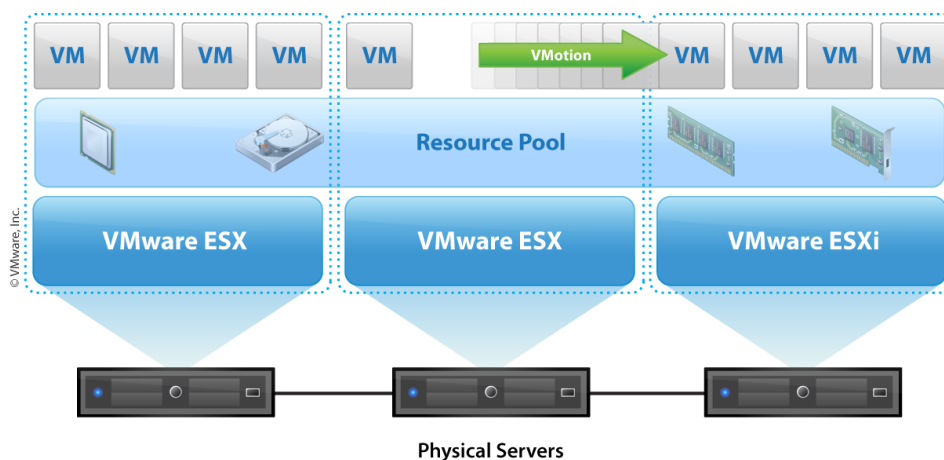 VM VM VM VM VM VMotion VM VM VM VM
Resource Pool
VMware ESX VMware ESX VMware ESXi
© VMware, Inc.
Physical Servers